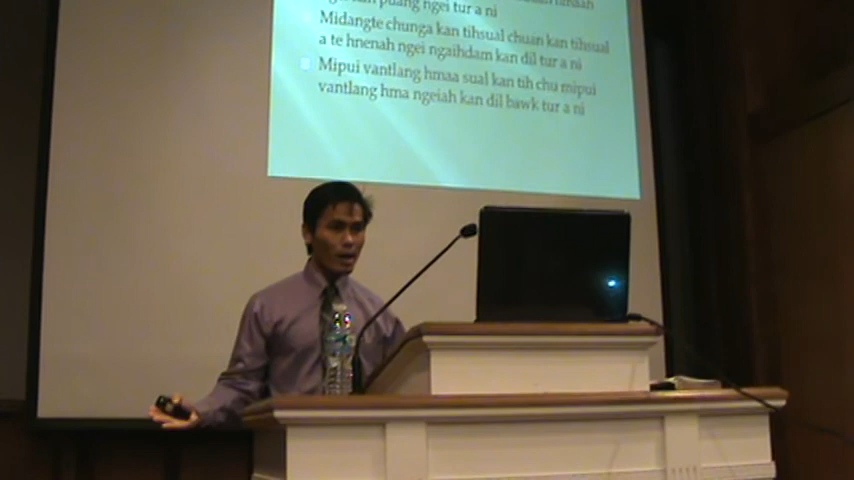 puang ngei tur a ni
Midangte chunga kan tihsual chuan kan tihsual
a te hnenah ngei ngaihdam kan dil tur a ni
Mipui vantlang hmaa sual kan tih chu mipui
vantlang hma ngeiah kan dil bawk tur a ni